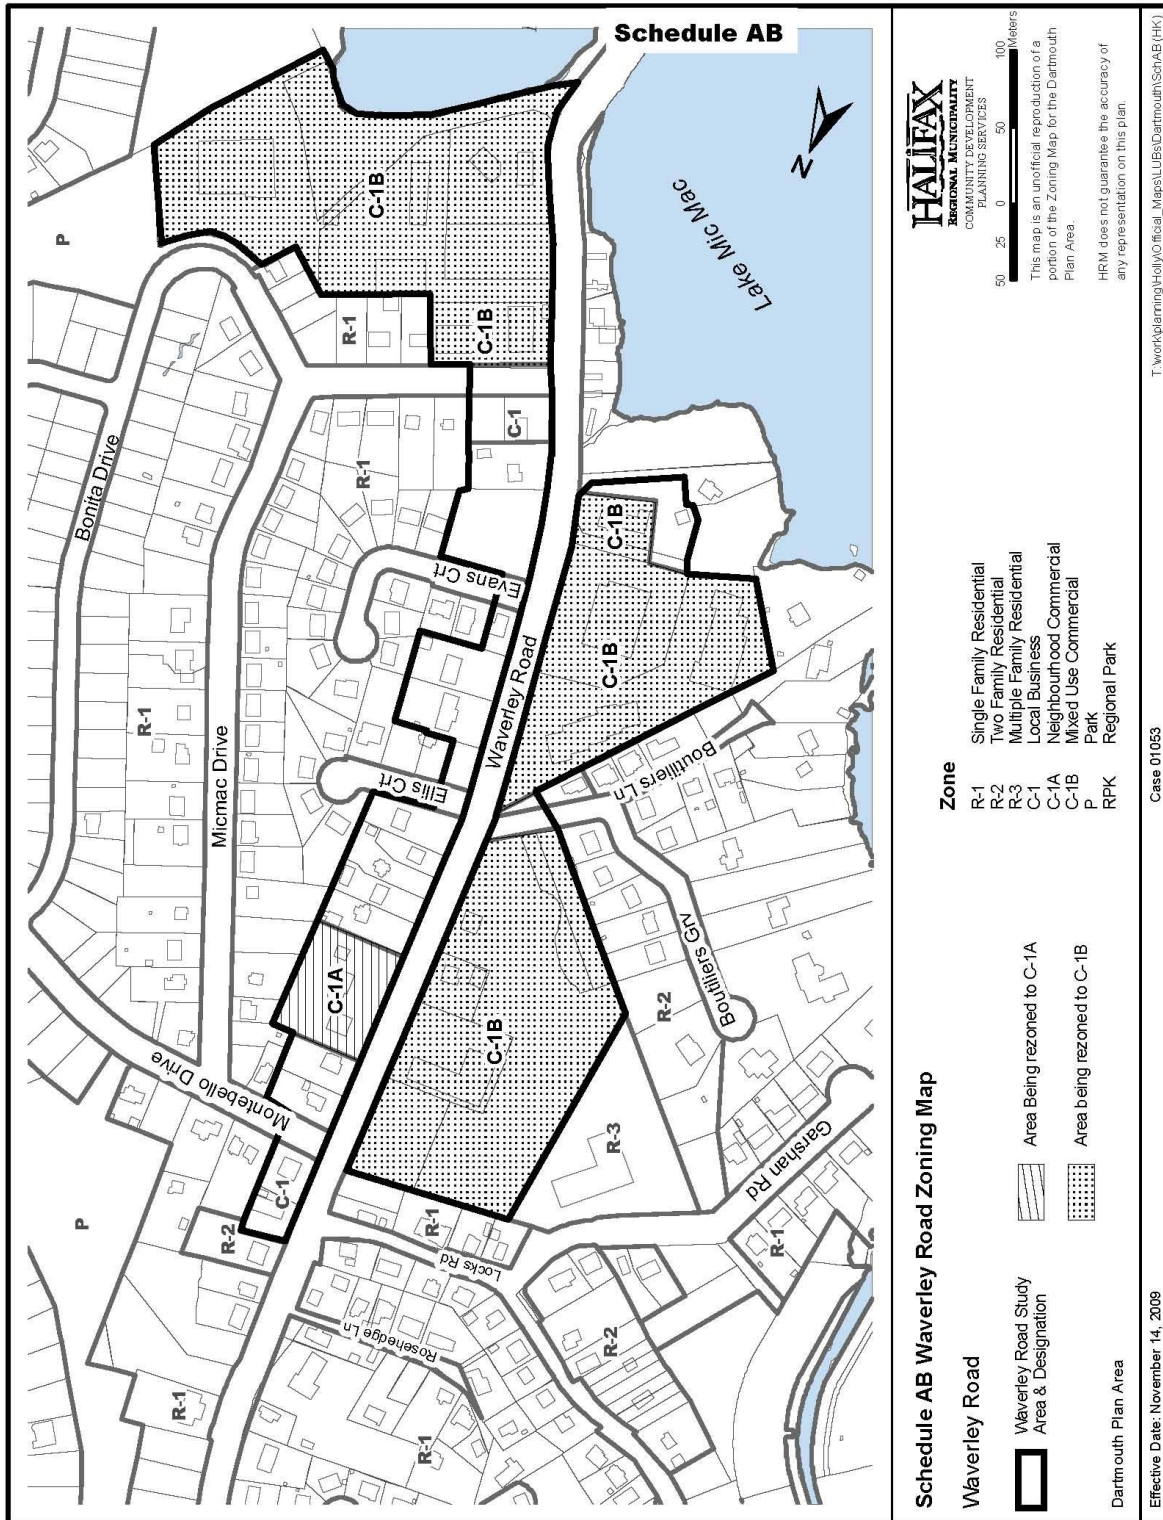 Schedule AB
P
C-1B
R-1
C-1B
Bonita Drive
R-1
C-1
N
Lake Mic Mac
R-1
Micmac Drive
Evans Crt
C-1B
C-1B
Ellis Crt
Waverley Road
Boutiliers Ln
C-1A
C-1B
Boutiliers Grv
R-2
Montebello Drive
R-3
Garshan Rd
P
R-2
C-1
R-1
Locks Rd
R-1
R-1
Rosehedge Ln
R-2
R-1
Schedule AB Waverley Road Zoning Map
Waverley Road
Waverley Road Study
Area & Designation
Area Being rezoned to C-1A
Area being rezoned to C-1B
Dartmouth Plan Area
Zone
R-1 Single Family Residential
R-2 Two Family Residential
R-3 Multiple Family Residential
C-1 Local Business
C-1A Neighbourhood Commercial
C-1B Mixed Use Commercial
P Park
RPK Regional Park
HALIFAX
REGIONAL MUNICIPALITY
COMMUNITY DEVELOPMENT
PLANNING SERVICES
50 25 0 50 100
Meters
This map is an unofficial reproduction of a
portion of the Zoning Map for the Dartmouth
Plan Area.
HRM does not guarantee the accuracy of
any representation on this plan.
Effective Date: November 14, 2009
Case 01053
T:\work\planning\Holly\Official_Maps\LUBs\Dartmouth\SchAB (HK)